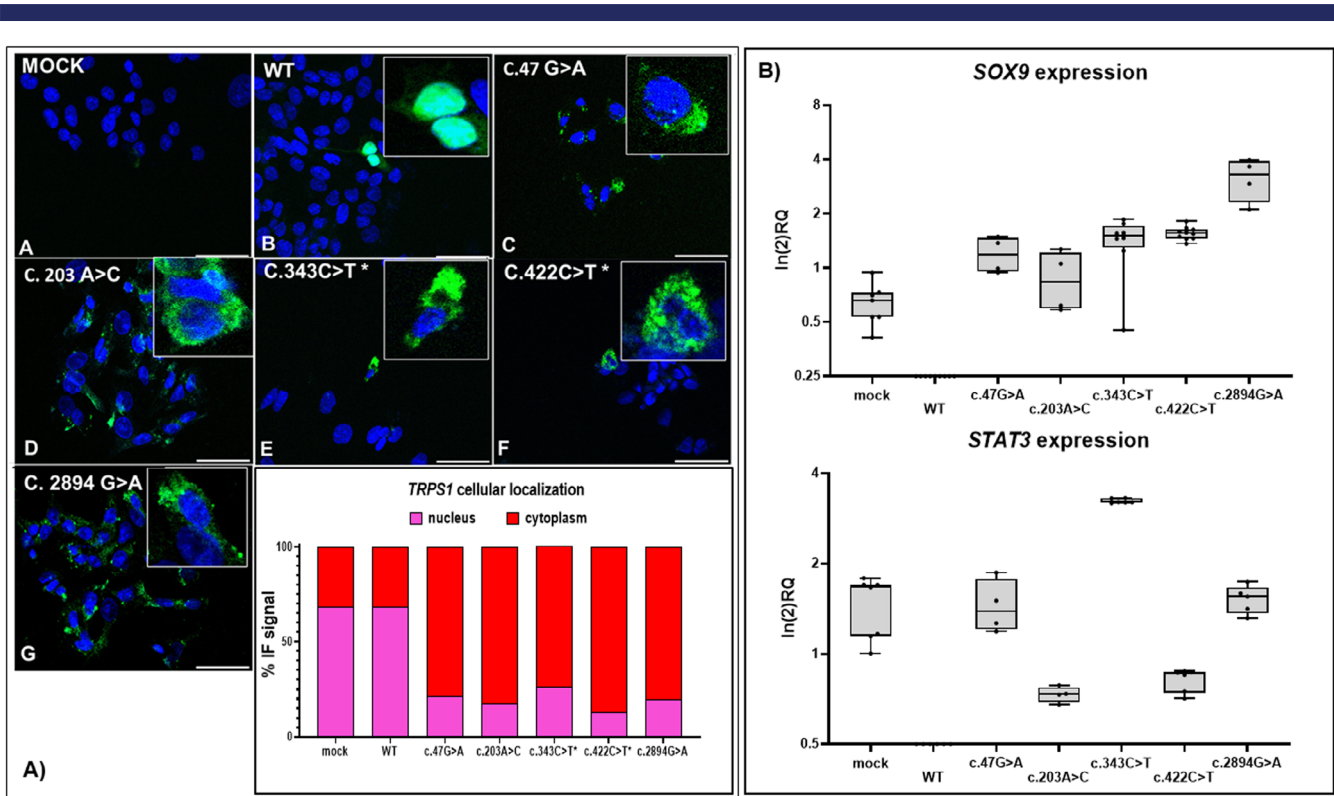 MOCK
A
WT
B
C.47 G>A
C
C. 203 A>C
D
C.343C>T *
E
C.422C>T *
F
C. 2894 G>A
G
TRPS1 cellular localization
nucleus cytoplasm
% IF signal
100
50
0
mock WT c.47G>A c.203A>C c.343C>T* c.422C>T* c.2894G>A
A)
B)
SOX9 expression
ln(2)RQ
8
4
2
1
0.5
0.25
mock WT c.47G>A c.203A>C c.343C>T c.422C>T c.2894G>A
STAT3 expression
ln(2)RQ
4
2
1
0.5
mock WT c.47G>A c.203A>C c.343C>T c.422C>T c.2894G>A